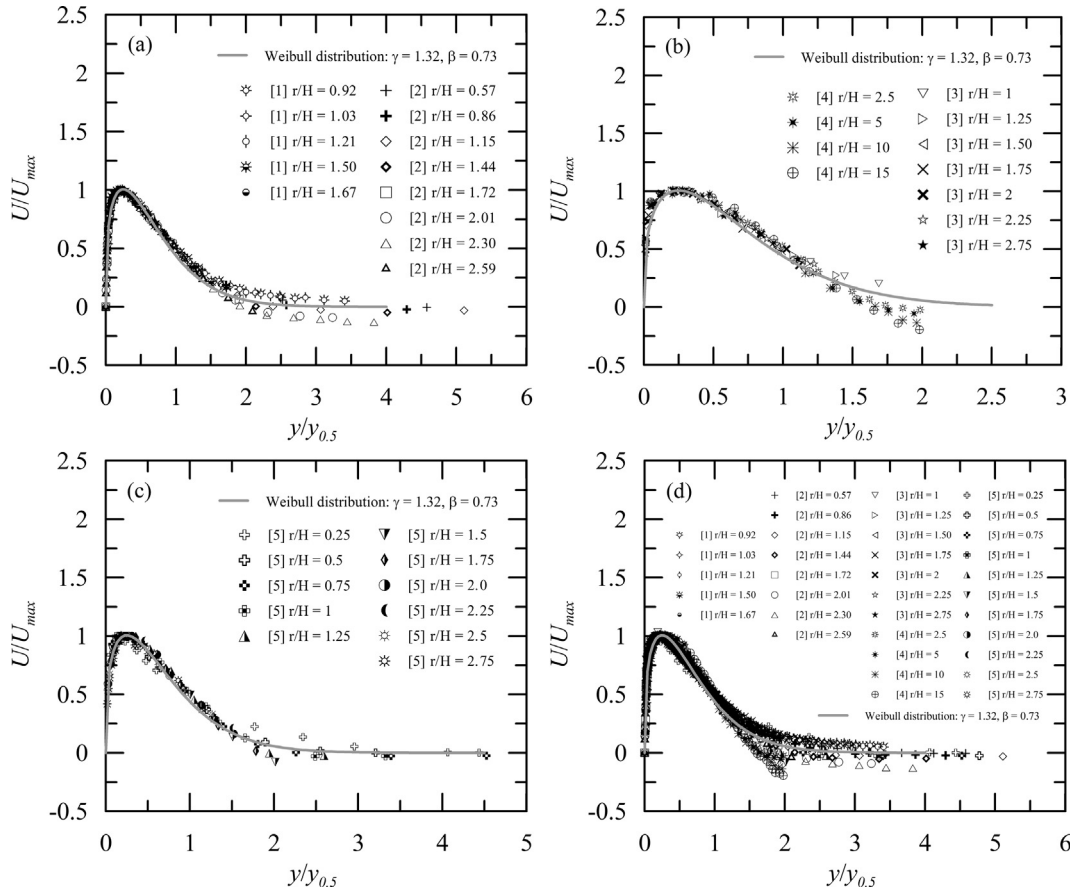 (a)
Weibull distribution: γ = 1.32, β = 0.73
[1] r/H = 0.92
[1] r/H = 1.03
[1] r/H = 1.21
[1] r/H = 1.50
[1] r/H = 1.67
[2] r/H = 0.57
[2] r/H = 0.86
[2] r/H = 1.15
[2] r/H = 1.44
[2] r/H = 1.72
[2] r/H = 2.01
[2] r/H = 2.30
[2] r/H = 2.59
2.5
2
1.5
1
0.5
0
-0.5
U/Umax
0 1 2 3 4 5 6
y/y0.5
(b)
Weibull distribution: γ = 1.32, β = 0.73
[4] r/H = 2.5
[4] r/H = 5
[4] r/H = 10
[4] r/H = 15
[3] r/H = 1
[3] r/H = 1.25
[3] r/H = 1.50
[3] r/H = 1.75
[3] r/H = 2
[3] r/H = 2.25
[3] r/H = 2.75
2.5
2
1.5
1
0.5
0
-0.5
U/Umax
0 0.5 1 1.5 2 2.5 3
y/y0.5
(c)
Weibull distribution: γ = 1.32, β = 0.73
[5] r/H = 0.25
[5] r/H = 0.5
[5] r/H = 0.75
[5] r/H = 1
[5] r/H = 1.25
[5] r/H = 1.5
[5] r/H = 1.75
[5] r/H = 2.0
[5] r/H = 2.25
[5] r/H = 2.5
[5] r/H = 2.75
2.5
2
1.5
1
0.5
0
-0.5
U/Umax
0 1 2 3 4 5
y/y0.5
(d)
[1] r/H = 0.92
[1] r/H = 1.03
[1] r/H = 1.21
[1] r/H = 1.50
[1] r/H = 1.67
[2] r/H = 0.57
[2] r/H = 0.86
[2] r/H = 1.15
[2] r/H = 1.44
[2] r/H = 1.72
[2] r/H = 2.01
[2] r/H = 2.30
[2] r/H = 2.59
[3] r/H = 1
[3] r/H = 1.25
[3] r/H = 1.50
[3] r/H = 1.75
[3] r/H = 2
[3] r/H = 2.25
[3] r/H = 2.75
[4] r/H = 2.5
[4] r/H = 5
[4] r/H = 10
[4] r/H = 15
[5] r/H = 0.25
[5] r/H = 0.5
[5] r/H = 0.75
[5] r/H = 1
[5] r/H = 1.25
[5] r/H = 1.5
[5] r/H = 1.75
[5] r/H = 2.0
[5] r/H = 2.25
[5] r/H = 2.5
[5] r/H = 2.75
Weibull distribution: γ = 1.32, β = 0.73
2.5
2
1.5
1
0.5
0
-0.5
U/Umax
0 1 2 3 4 5 6
y/y0.5